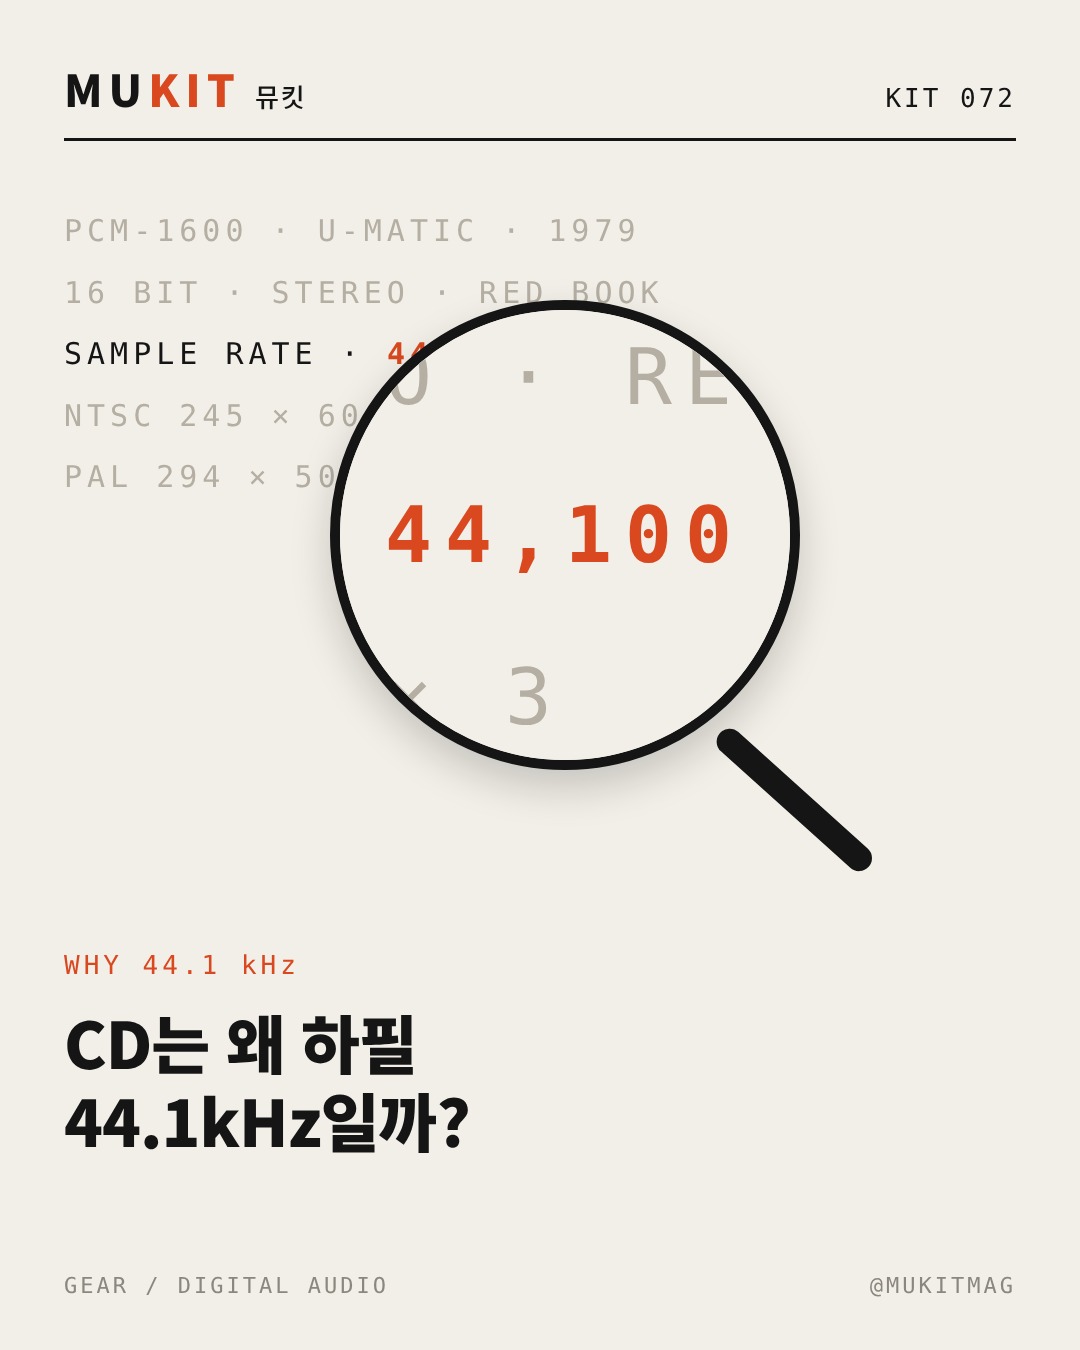 MUKIT 뮤킷
KIT 072
PCM-1600 · U-MATIC · 1979
16 BIT · STEREO · RED BOOK
SAMPLE RATE · 44
NTSC 245 × 60
PAL 294 × 50
O · RE
44,100
× 3
WHY 44.1 kHz
CD는 왜 하필
44.1kHz일까?
GEAR / DIGITAL AUDIO
@MUKITMAG